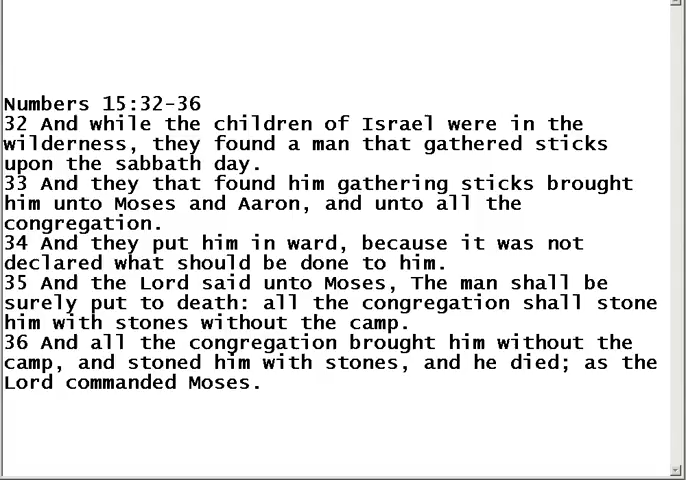 Numbers 15:32-36
32 And while the children of Israel were in the
wilderness, they found a man that gathered sticks
upon the sabbath day.
33 And they that found him gathering sticks brought
him unto Moses and Aaron, and unto all the
congregation.
34 And they put him in ward, because it was not
declared what should be done to him.
35 And the Lord said unto Moses, The man shall be
surely put to death: all the congregation shall stone
him with stones without the camp.
36 And all the congregation brought him without the
camp, and stoned him with stones, and he died; as the
Lord commanded Moses.